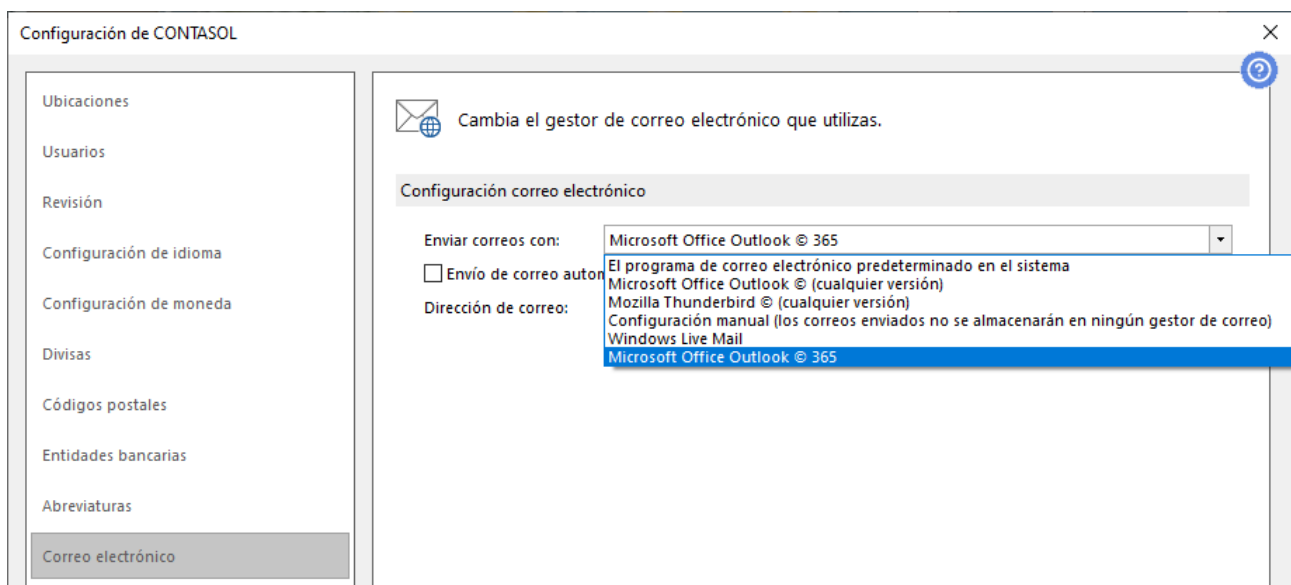 Configuración de CONTASOL
Ubicaciones
Usuarios
Revisión
Configuración de idioma
Configuración de moneda
Divisas
Códigos postales
Entidades bancarias
Abreviaturas
Correo electrónico
?
Cambia el gestor de correo electrónico que utilizas.
Configuración correo electrónico
Enviar correos con: Microsoft Office Outlook © 365
Envío de correo
Dirección de correo:
El programa de correo electrónico predeterminado en el sistema
Microsoft Office Outlook © (cualquier versión)
Mozilla Thunderbird © (cualquier versión)
Configuración manual (los correos enviados no se almacenarán en ningún gestor de correo)
Windows Live Mail
Microsoft Office Outlook © 365